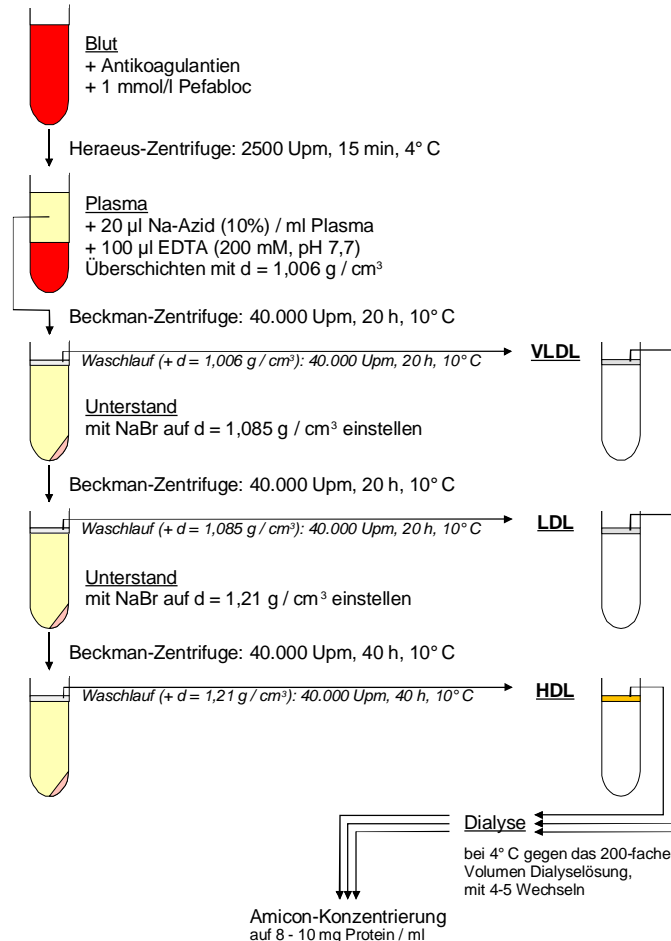 Blut
+ Antikoagulantien
+ 1 mmol/l Pefabloc
Heraeus-Zentrifuge: 2500 Upm, 15 min, 4° C
Plasma
+ 20 µl Na-Azid (10%) / ml Plasma
+ 100 µl EDTA (200 mM, pH 7,7)
Überschichten mit d = 1,006 g / cm³
Beckman-Zentrifuge: 40.000 Upm, 20 h, 10° C
Waschlauf (+ d = 1,006 g / cm³): 40.000 Upm, 20 h, 10° C
VLDL
Unterstand
mit NaBr auf d = 1,085 g / cm³ einstellen
Beckman-Zentrifuge: 40.000 Upm, 20 h, 10° C
Waschlauf (+ d = 1,085 g / cm³): 40.000 Upm, 20 h, 10° C
LDL
Unterstand
mit NaBr auf d = 1,21 g / cm³ einstellen
Beckman-Zentrifuge: 40.000 Upm, 40 h, 10° C
Waschlauf (+ d = 1,21 g / cm³): 40.000 Upm, 40 h, 10° C
HDL
Dialyse
bei 4° C gegen das 200-fache
Volumen Dialyselösung,
mit 4-5 Wechseln
Amicon-Konzentrierung
auf 8 - 10 mg Protein / ml